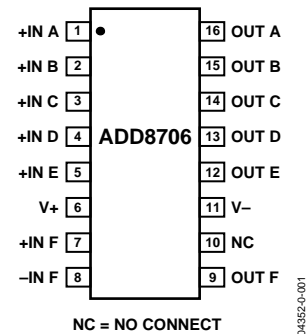 +IN A 1 16 OUT A
+IN B 2 15 OUT B
+IN C 3 14 OUT C
+IN D 4 ADD8706 13 OUT D
+IN E 5 12 OUT E
V+ 6 11 V–
+IN F 7 10 NC
–IN F 8 9 OUT F
NC = NO CONNECT
04352-0-001